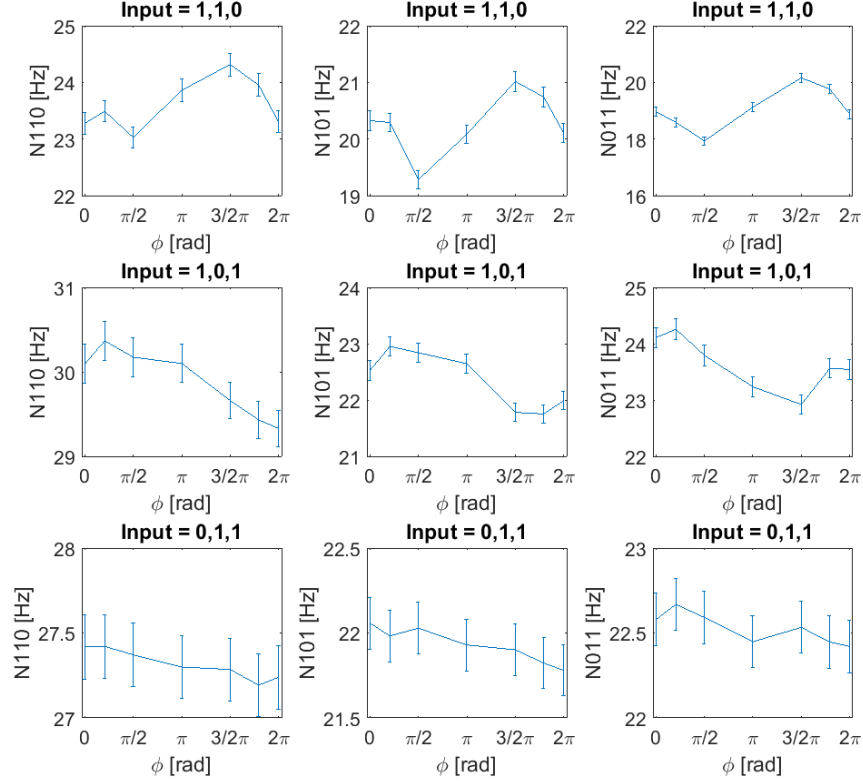 Input = 1,1,0
N110 [Hz]
25
24
23
22
0 π/2 π 3/2π 2π
ϕ [rad]
Input = 1,1,0
N101 [Hz]
22
21
20
19
0 π/2 π 3/2π 2π
ϕ [rad]
Input = 1,1,0
N011 [Hz]
22
20
18
16
0 π/2 π 3/2π 2π
ϕ [rad]
Input = 1,0,1
N110 [Hz]
31
30
29
0 π/2 π 3/2π 2π
ϕ [rad]
Input = 1,0,1
N101 [Hz]
24
23
22
21
0 π/2 π 3/2π 2π
ϕ [rad]
Input = 1,0,1
N011 [Hz]
25
24
23
22
0 π/2 π 3/2π 2π
ϕ [rad]
Input = 0,1,1
N110 [Hz]
28
27.5
27
0 π/2 π 3/2π 2π
ϕ [rad]
Input = 0,1,1
N101 [Hz]
22.5
22
21.5
0 π/2 π 3/2π 2π
ϕ [rad]
Input = 0,1,1
N011 [Hz]
23
22.5
22
0 π/2 π 3/2π 2π
ϕ [rad]